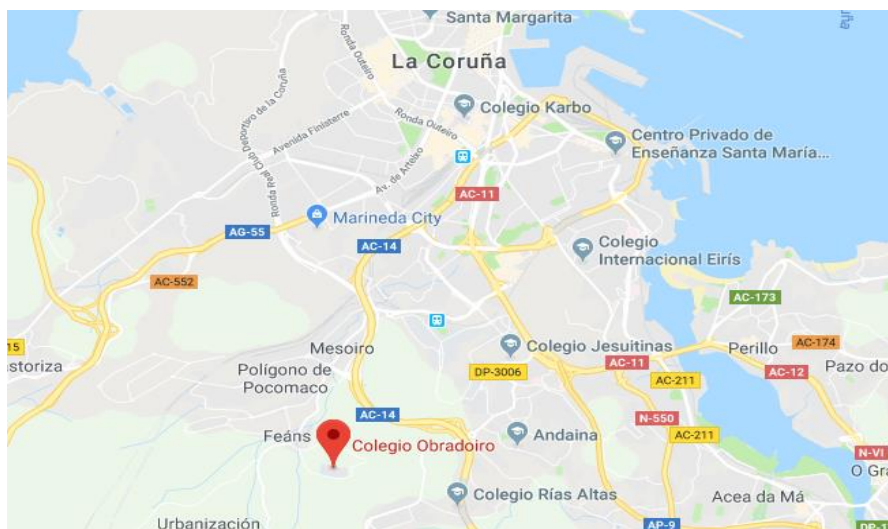 Santa Margarita
uña
Ronda Outeiro
La Coruña
Ronda Real Club Deportivo de la Coruña
Colegio Karbo
Ronda Outeiro
Avenida Finisterre
Centro Privado de
Enseñanza Santa María...
Av. de Arteixo
AC-11
Marineda City
AG-55
AC-14
Colegio
Internacional Eirís
AC-552
AC-173
15
astoriza
Mesoiro
Colegio Jesuitinas
Perillo
AC-174
Polígono de
Pocomaco
DP-3006
AC-11
AC-211
AC-12
Pazo do
AC-14
N-550
Feáns
Colegio Obradoiro
Andaina
AC-211
N-VI
O Gra
Colegio Rías Altas
Acea da Má
Urbanización
AP-9
DP-1